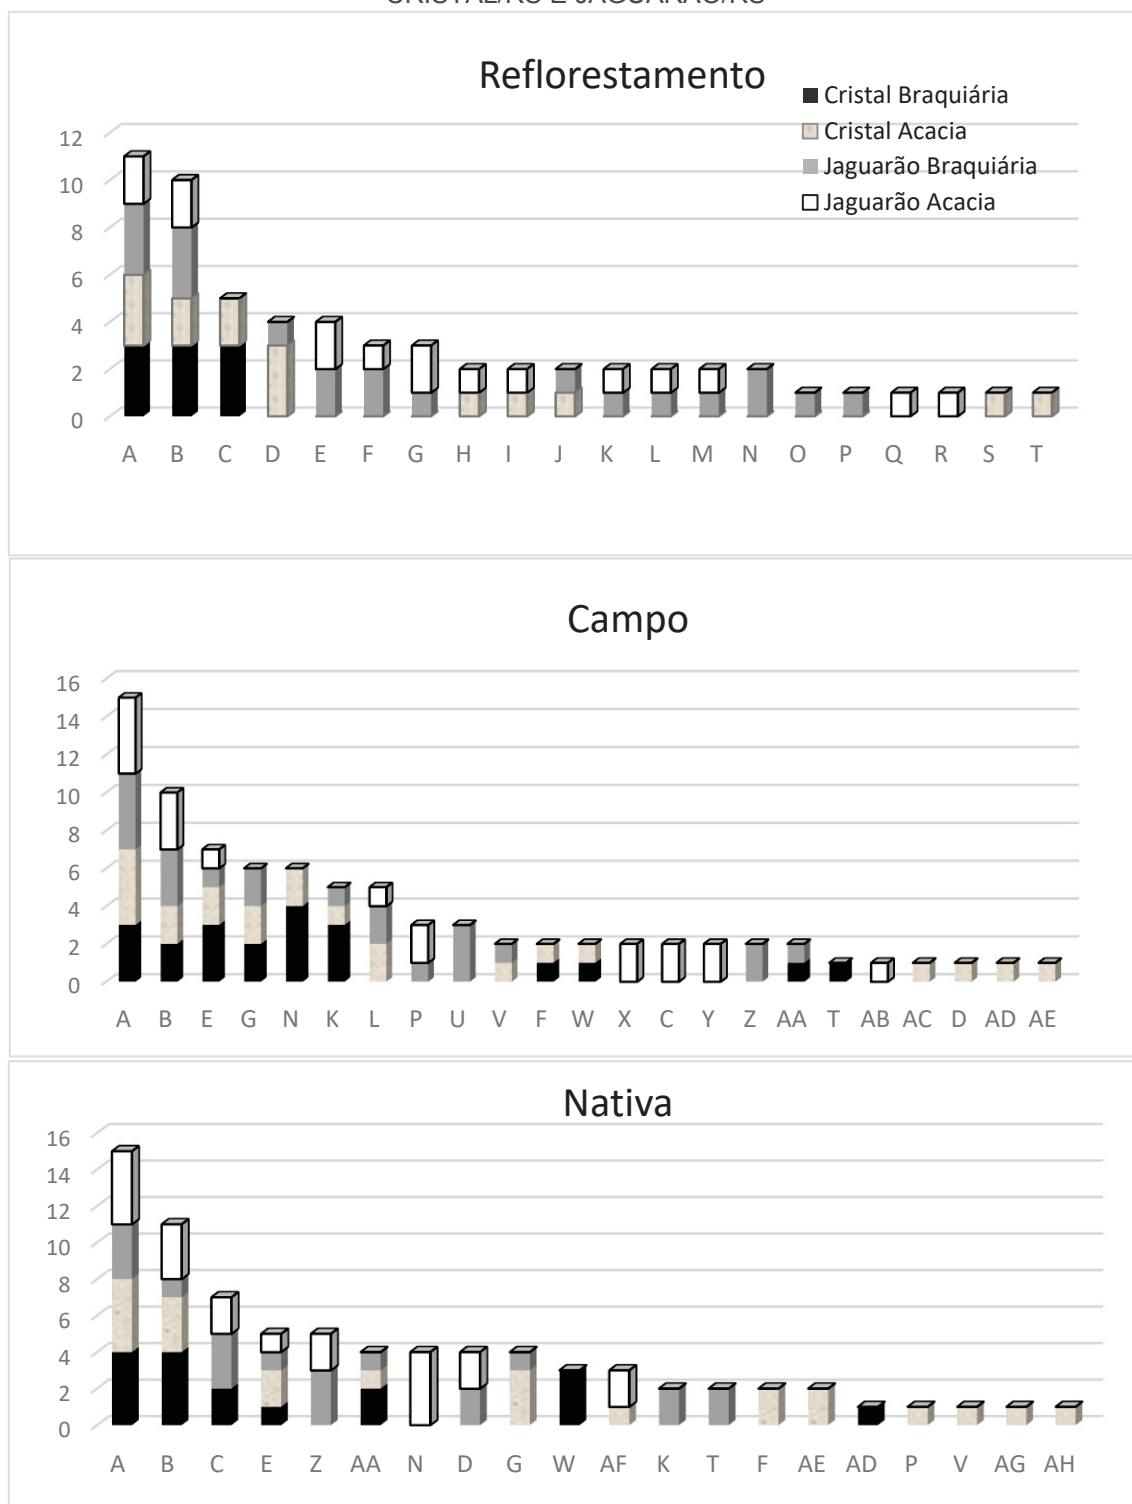 Reflorestamento
Cristal Braquiária
Cristal Acacia
Jaguarão Braquiária
Jaguarão Acacia
12
10
8
6
4
2
0
A B C D E F G H I J K L M N O P Q R S T
Campo
16
14
12
10
8
6
4
2
0
A B E G N K L P U V F W X C Y Z AA T AB AC D AD AE
Nativa
16
14
12
10
8
6
4
2
0
A B C E Z AA N D G W AF K T F AE AD P V AG AH